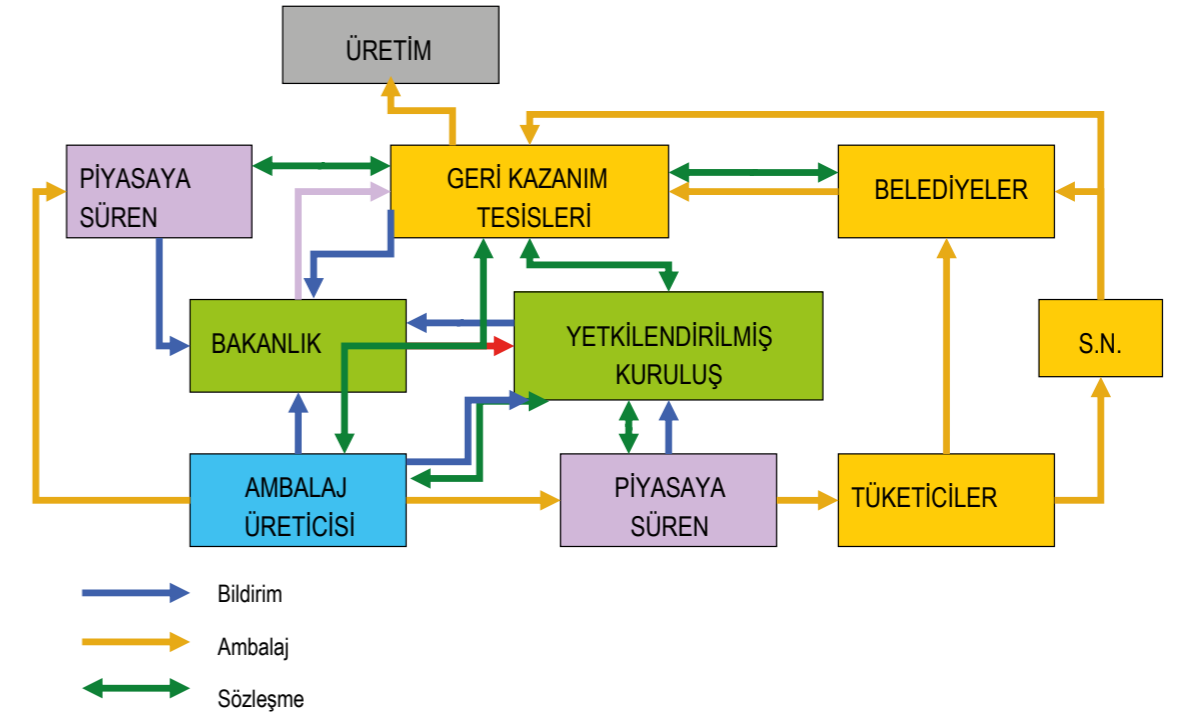 ÜRETİM
PİYASAYA
SÜREN
GERİ KAZANIM
TESİSLERİ
BELEDİYELER
BAKANLIK
YETKİLENDİRİLMİŞ
KURULUŞ
S.N.
AMBALAJ
ÜRETİCİSİ
PİYASAYA
SÜREN
TÜKETİCİLER
Bildirim
Ambalaj
Sözleşme